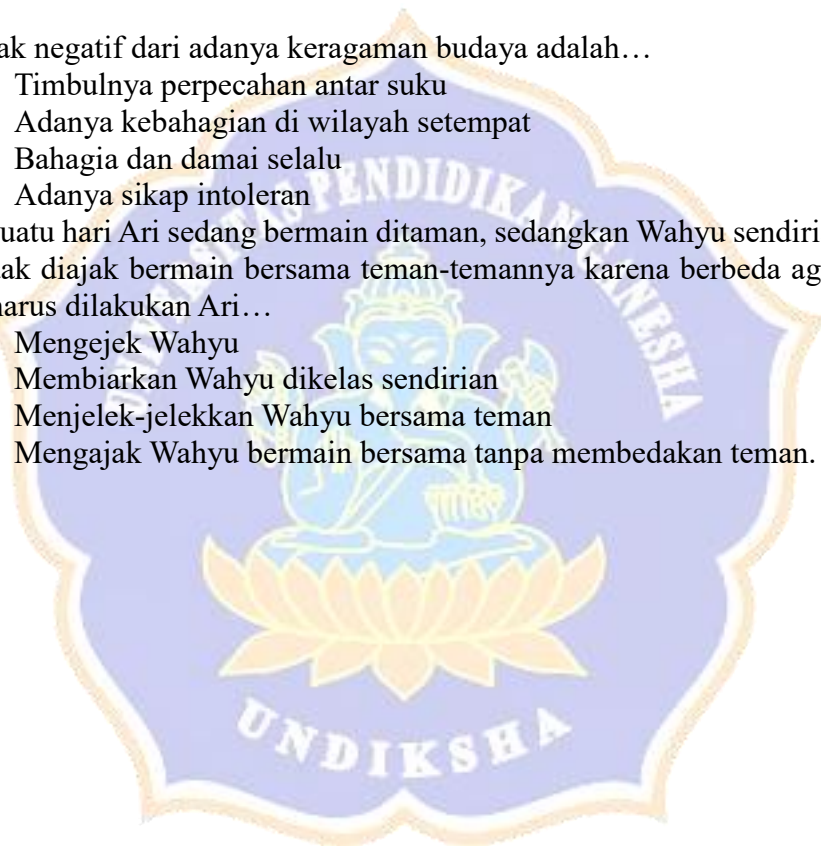 ak negatif dari adanya keragaman budaya adalah…
Timbulnya perpecahan antar suku
Adanya kebahagian di wilayah setempat
Bahagia dan damai selalu
Adanya sikap intoleran
uatu hari Ari sedang bermain ditaman, sedangkan Wahyu sendiri
ak diajak bermain bersama teman-temannya karena berbeda ag
harus dilakukan Ari…
Mengejek Wahyu
Membiarkan Wahyu dikelas sendirian
Menjelek-jelekkan Wahyu bersama teman
Mengajak Wahyu bermain bersama tanpa membedakan teman.
UNIVERSITAS PENDIDIKAN GANESHA
UNDIKSHA